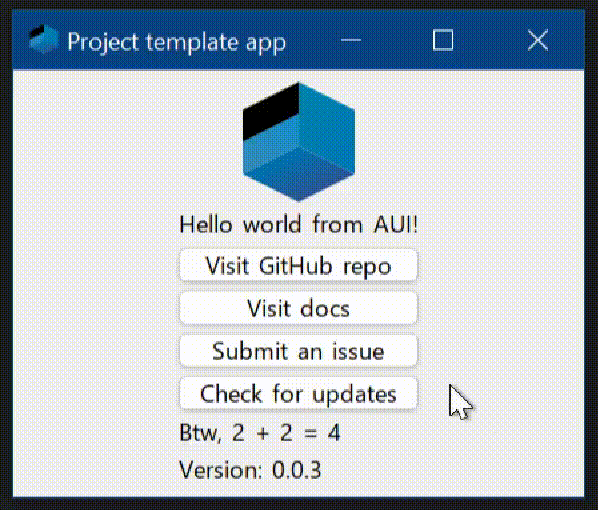 Project template app
Hello world from AUI!
Visit GitHub repo
Visit docs
Submit an issue
Check for updates
Btw, 2 + 2 = 4
Version: 0.0.3